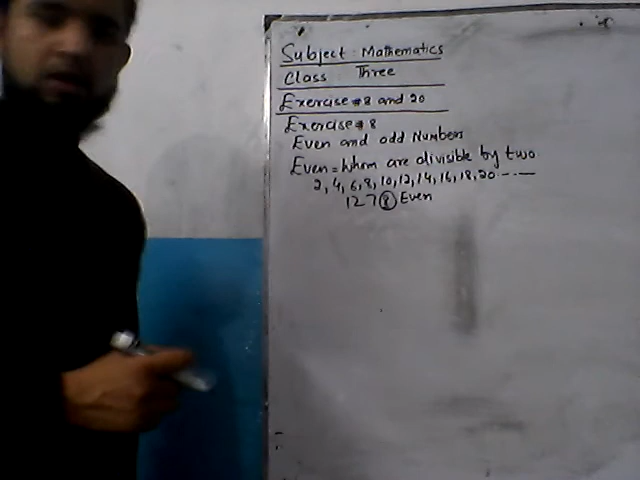 Subject: Mathematics
Class Three
Exercise # 8 and 20
Exercise # 8
Even and odd Numbers
Even = Whom are divisible by two
2, 4, 6, 8, 10, 12, 14, 16, 18, 20 -----
1278 Even